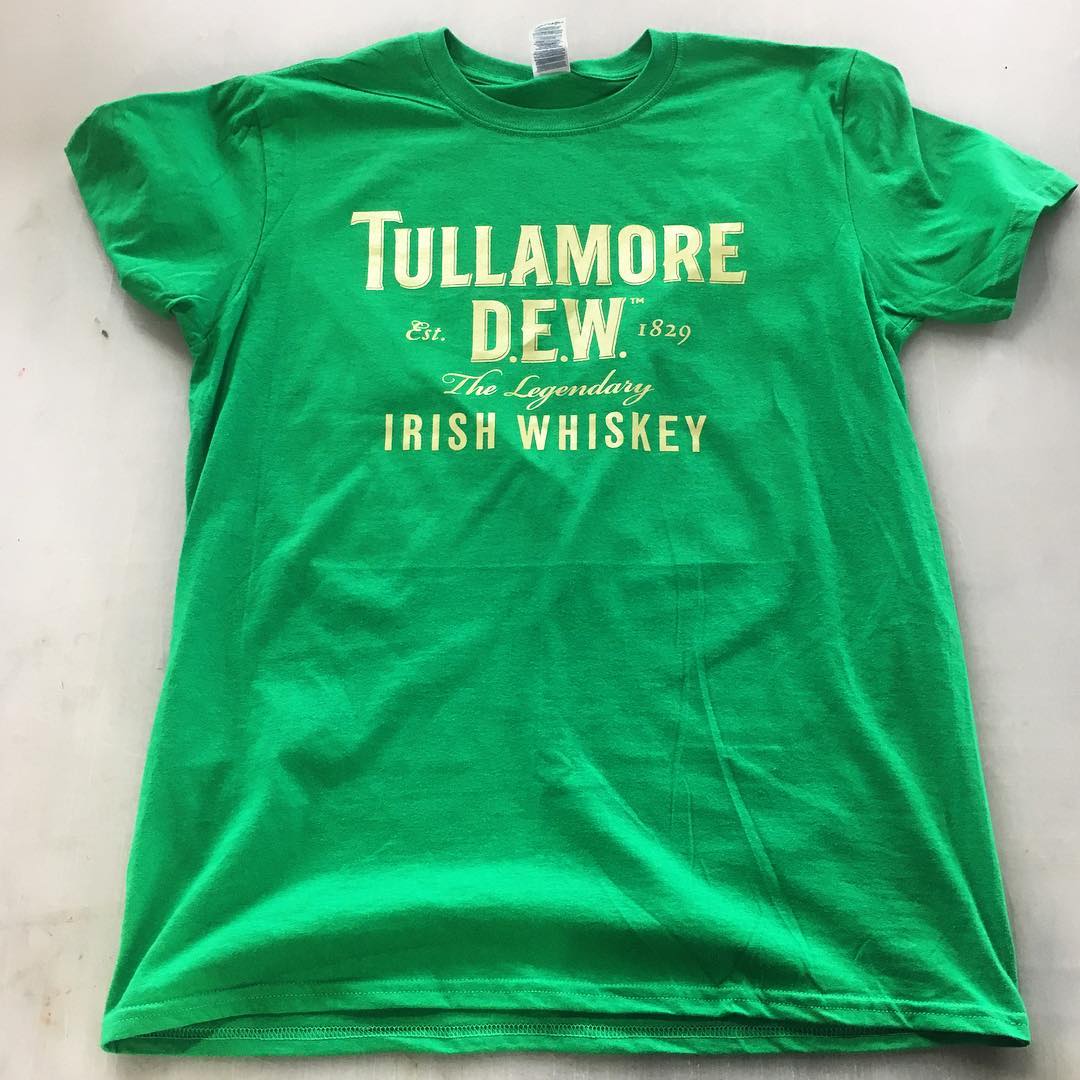 TULLAMORE
D.E.W.™
Est. 1829
The Legendary
IRISH WHISKEY